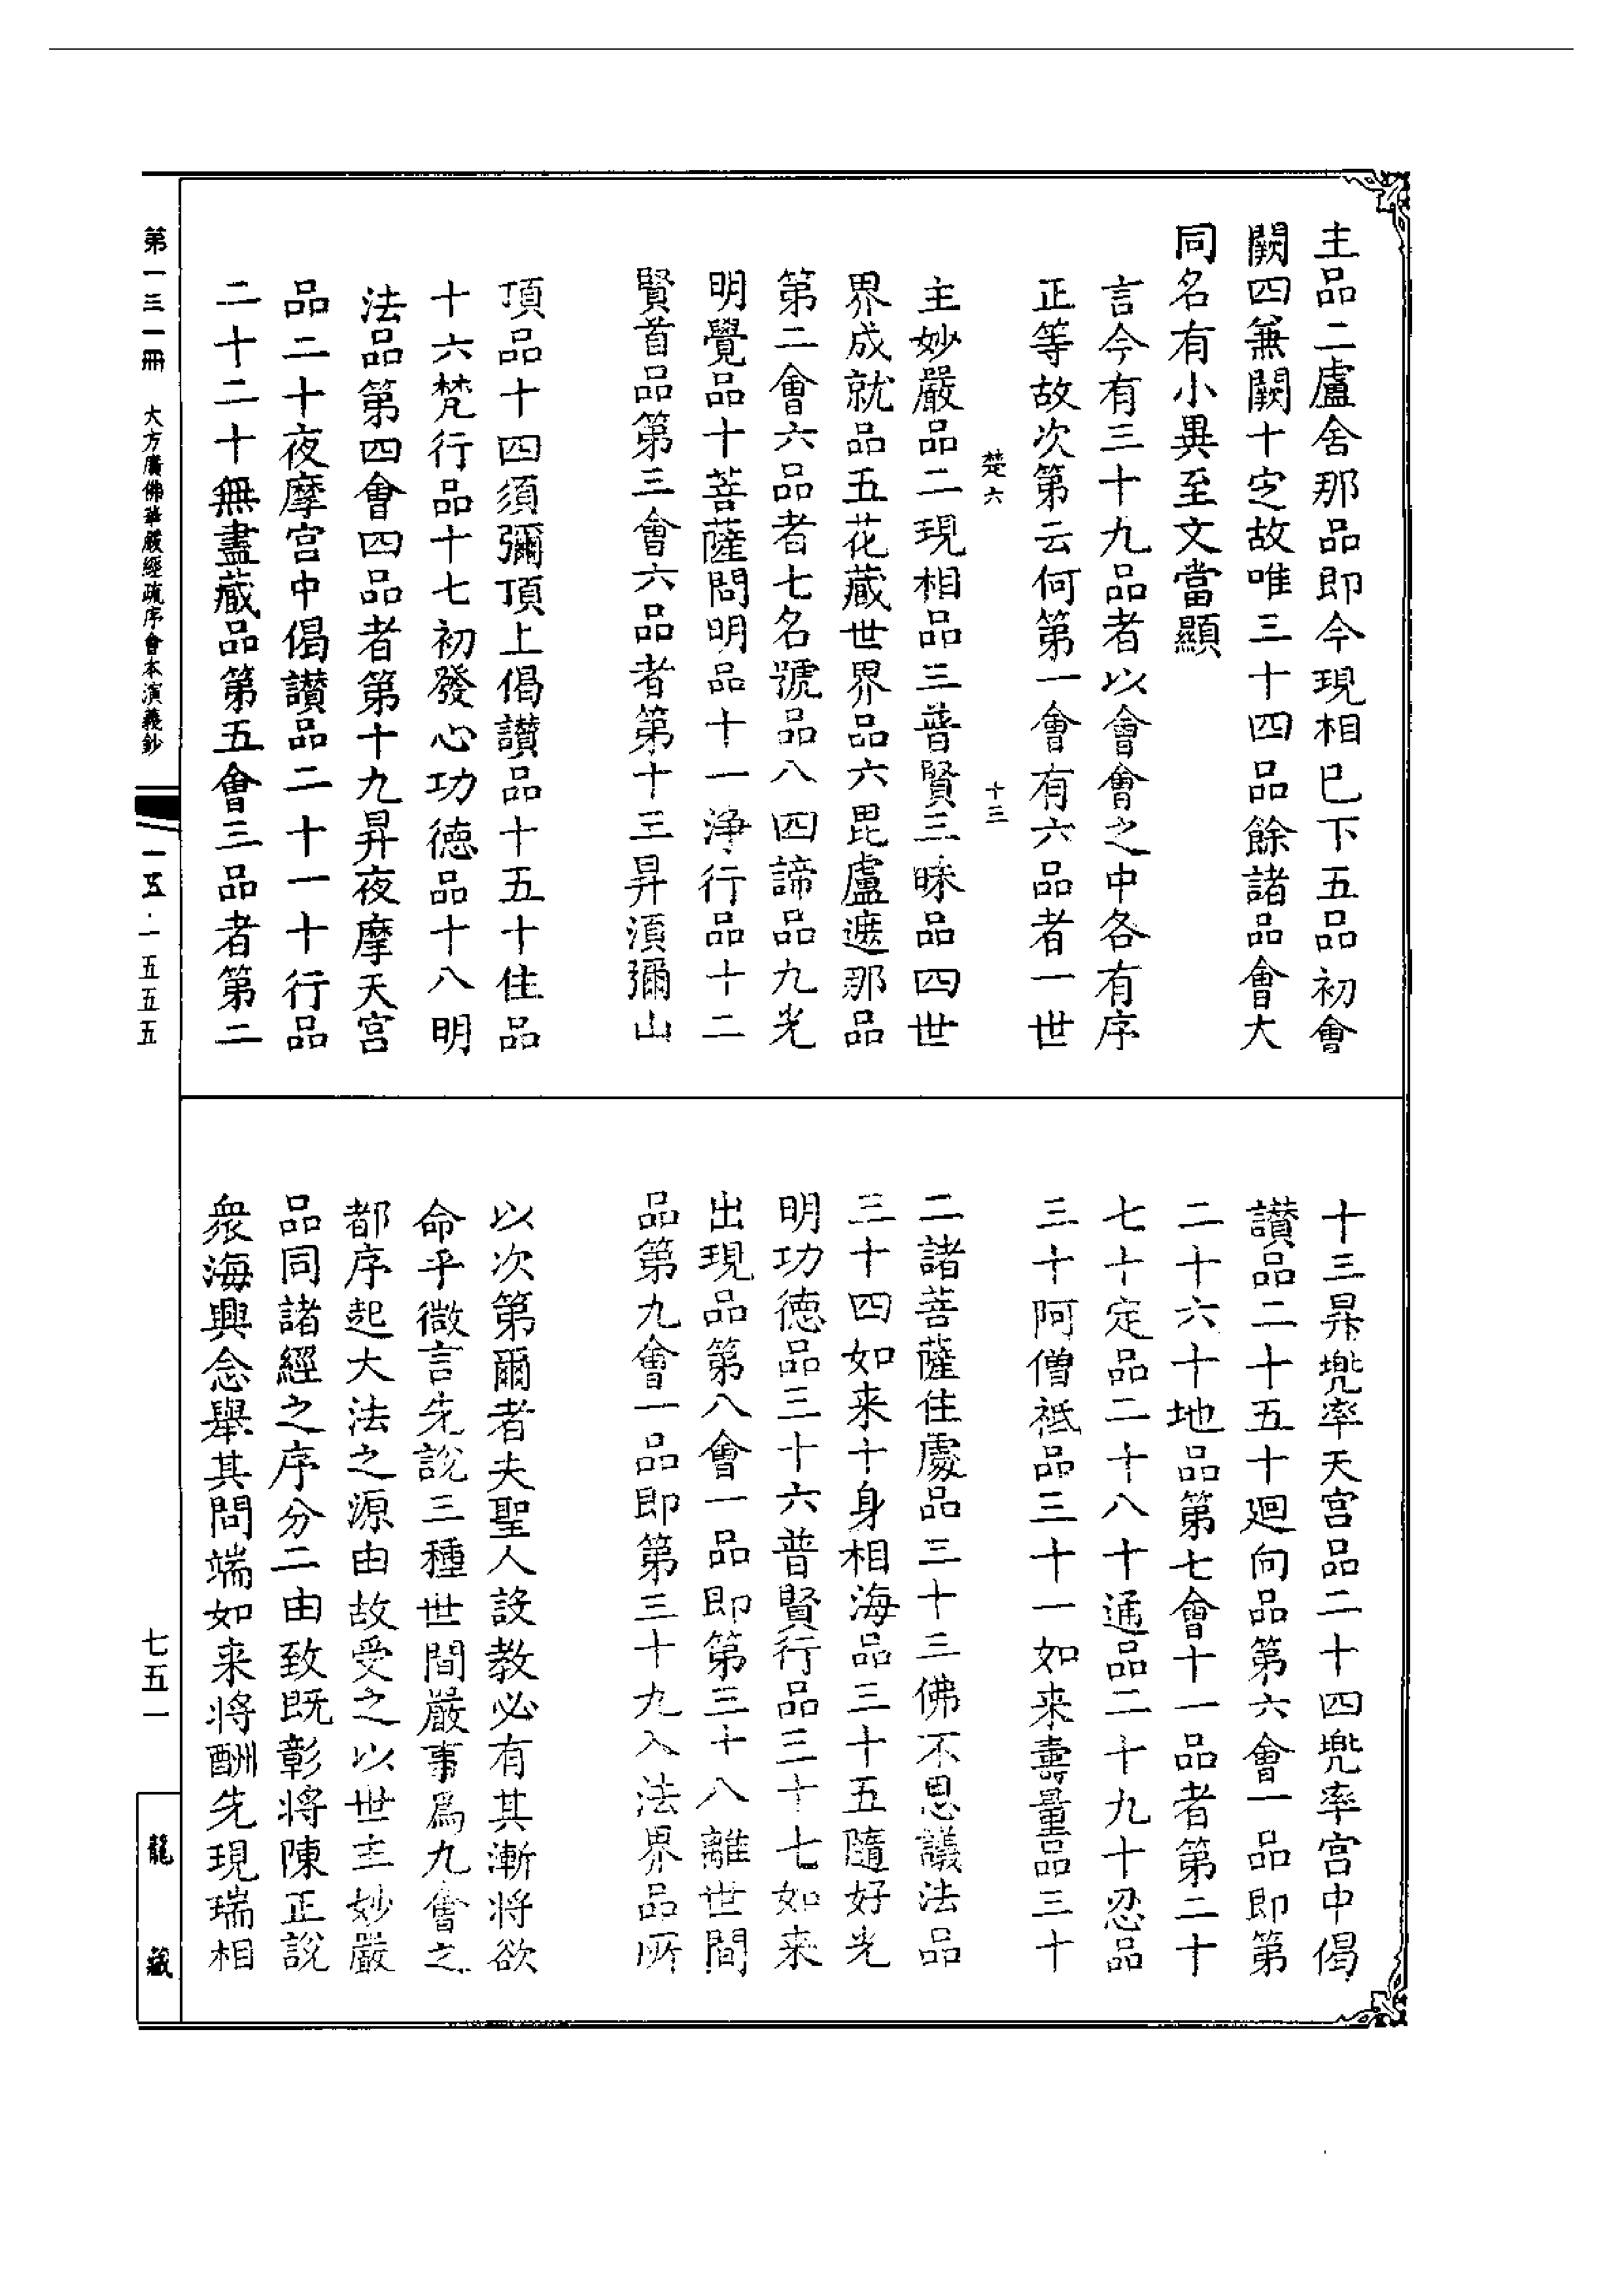 主品二盧舍那品即今現相巳下五品初會
闕四兼闕十定故唯三十四品餘諸品會大
同名有小異至文當顯
言今有三十九品者以會會之中各有序
正等故次第云何第一會有六品者一世
楚六 十三
主妙嚴品二現相品三普賢三昧品四世
界成就品五花藏世界品六毘盧遮那品
第二會六品者七名號品八四諦品九光
明覺品十菩薩問明品十一淨行品十二
賢首品第三會六品者第十三昇須彌山
頂品十四須彌頂上偈讃品十五十住品
十六梵行品十七初發心功德品十八明
法品第四會四品者第十九昇夜摩天宮
品二十夜摩宮中偈讃品二十一十行品
二十二十無盡藏品第五會三品者第二
十三昇兜率天宮品二十四兜率宮中偈
讃品二十五十廻向品第六會一品即第
二十六十地品第七會十一品者第二十
七十定品二十八十通品二十九十忍品
三十阿僧祇品三十一如来壽量品三十
二諸菩薩住處品三十三佛不思議法品
三十四如来十身相海品三十五隨好光
明功德品三十六普賢行品三十七如来
出現品第八會一品即第三十八離世間
品第九會一品即第三十九入法界品所
以次第爾者夫聖人設教必有其漸將欲
命乎微言先說三種世間嚴事爲九會之
都序起大法之源由故受之以世主妙嚴
品同諸經之序分二由致既彰將陳正說
衆海興念舉其問端如来將酬先現瑞相
第一三一冊 大方廣佛華嚴經疏序會本演義鈔 一五·一五五五 七五一 龍藏